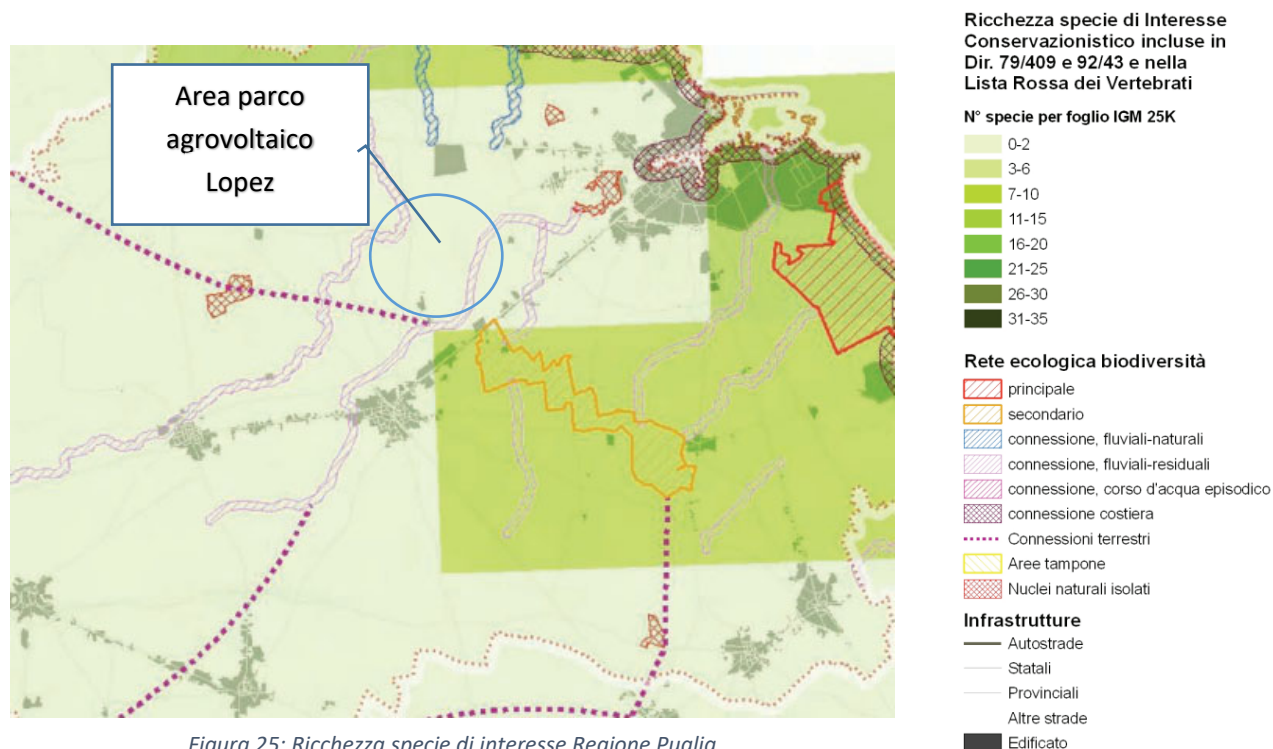 Area parco
agrovoltaico
Lopez
Figura 25: Ricchezza specie di interesse Regione Puglia
Ricchezza specie di Interesse
Conservazionistico incluse in
Dir. 79/409 e 92/43 e nella
Lista Rossa dei Vertebrati
N° specie per foglio IGM 25K
0-2
3-6
7-10
11-15
16-20
21-25
26-30
31-35
Rete ecologica biodiversità
principale
secondario
connessione, fluviali-naturali
connessione, fluviali-residuali
connessione, corso d'acqua episodico
connessione costiera
Connessioni terrestri
Aree tampone
Nuclei naturali isolati
Infrastrutture
Autostrade
Statali
Provinciali
Altre strade
Edificato